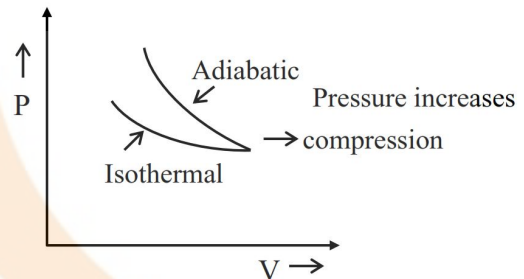 P
Adiabatic
Isothermal
Pressure increases
compression
V